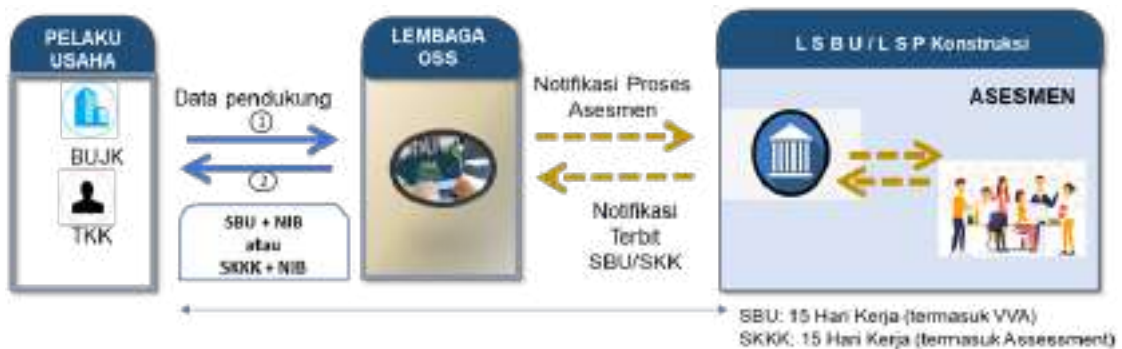 PELAKU
USAHA
BUJK
TKK
Data pendukung
1
2
SBU + NIB
atau
SKKK + NIB
LEMBAGA
OSS
Notifikasi Proses
Asesmen
Notifikasi
Terbit
SBU/SKK
L S B U / L S P Konstruksi
ASESMEN
SBU: 15 Hari Kerja (termasuk VVA)
SKKK: 15 Hari Kerja (termasuk Assessment)